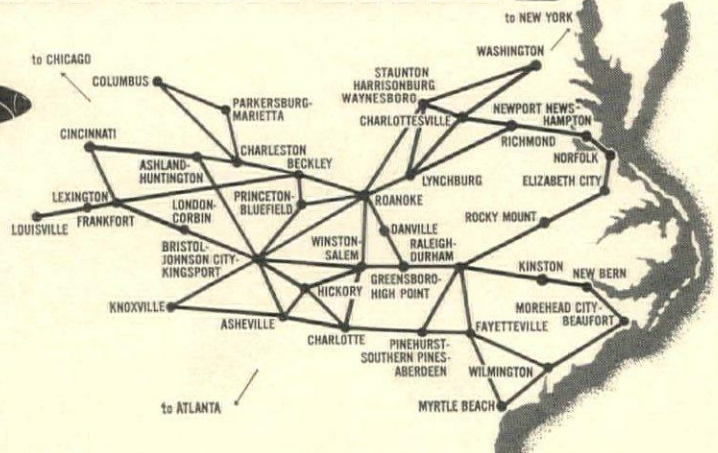 to NEW YORK
WASHINGTON
to CHICAGO
COLUMBUS
STAUNTON
HARRISONBURG
WAYNESBORO
PARKERSBURG-
MARIETTA
NEWPORT NEWS-
HAMPTON
CHARLOTTESVILLE
RICHMOND
CINCINNATI
CHARLESTON
NORFOLK
ASHLAND-
HUNTINGTON
BECKLEY
LYNCHBURG
ELIZABETH CITY
LEXINGTON
LONDON-
CORBIN
PRINCETON-
BLUEFIELD
ROANOKE
FRANKFORT
LOUISVILLE
ROCKY MOUNT
DANVILLE
BRISTOL-
JOHNSON CITY-
KINGSPORT
WINSTON-
SALEM
RALEIGH-
DURHAM
GREENSBORO-
HIGH POINT
KINSTON
NEW BERN
HICKORY
KNOXVILLE
MOREHEAD CITY-
BEAUFORT
ASHEVILLE
CHARLOTTE
FAYETTEVILLE
PINEHURST-
SOUTHERN PINES-
ABERDEEN
WILMINGTON
to ATLANTA
MYRTLE BEACH